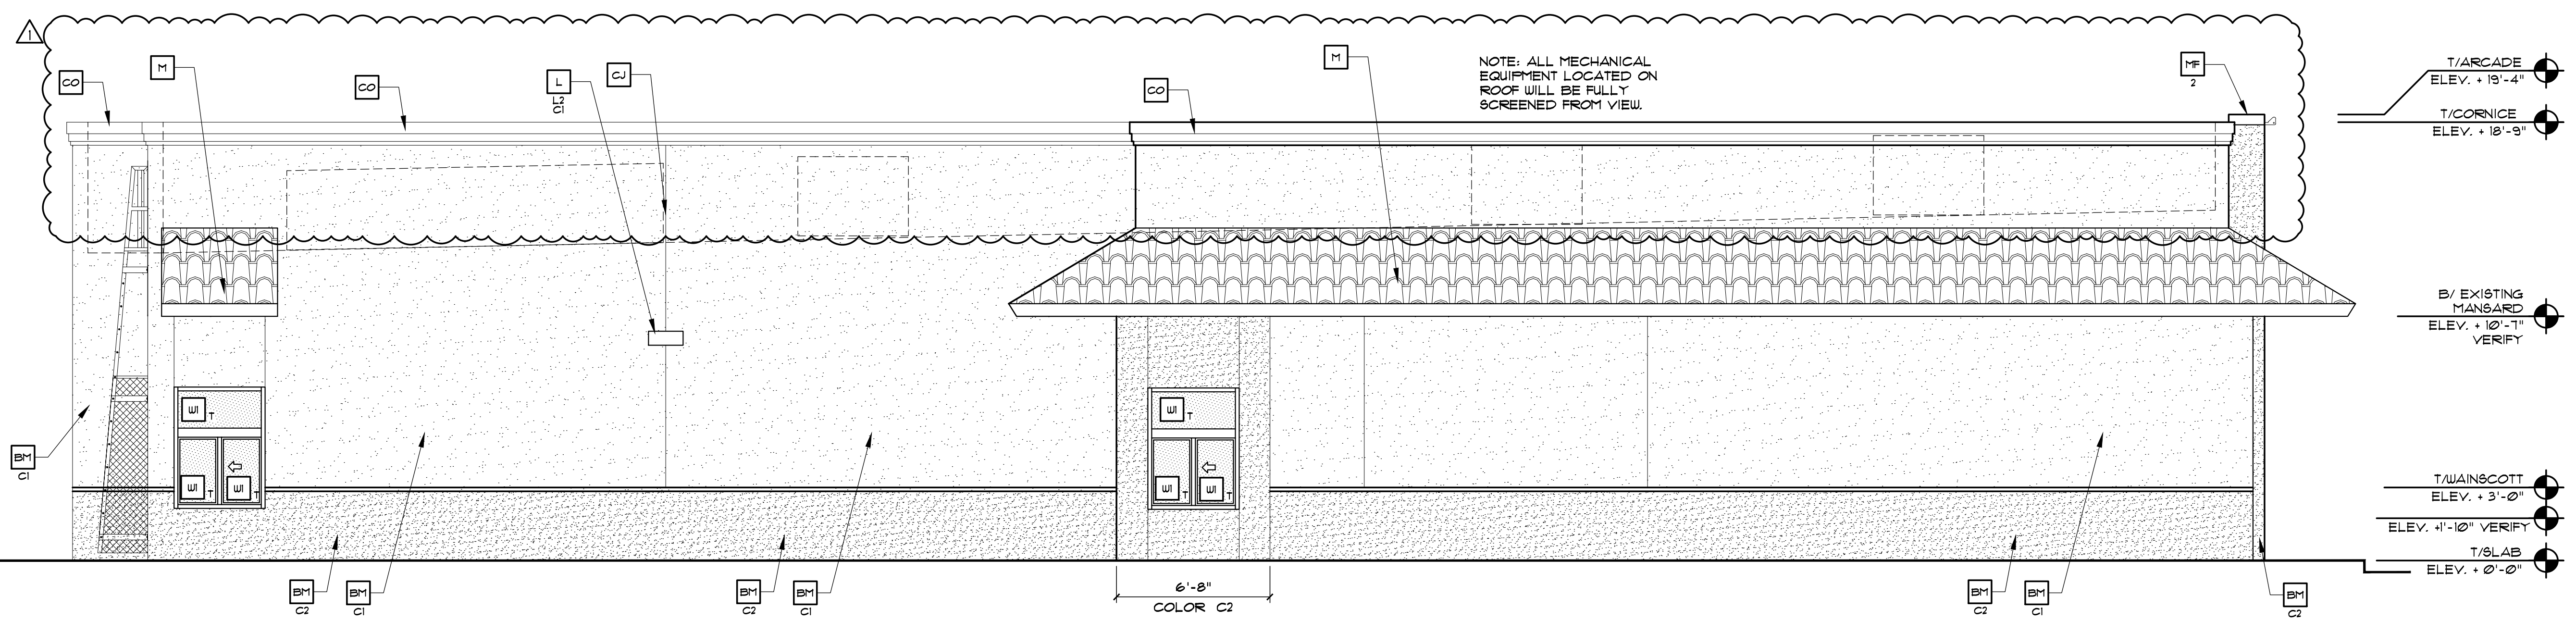 1
CO
M
CO
L
L2
C1
CJ
CO
M
NOTE: ALL MECHANICAL
EQUIPMENT LOCATED ON
ROOF WILL BE FULLY
SCREENED FROM VIEW.
MF
2
T/ARCADE
ELEV. + 19'-4"
T/CORNICE
ELEV. + 18'-9"
B/ EXISTING
MANSARD
ELEV. + 10'-7"
VERIFY
W1 T
W1 T
W1 T
W1 T
W1 T
W1 T
BM
C1
T/WAINSCOTT
ELEV. + 3'-0"
ELEV. +1'-10" VERIFY
T/SLAB
ELEV. + 0'-0"
BM
C2
BM
C1
BM
C2
BM
C1
6'-8"
COLOR C2
BM
C2
BM
C1
BM
C2